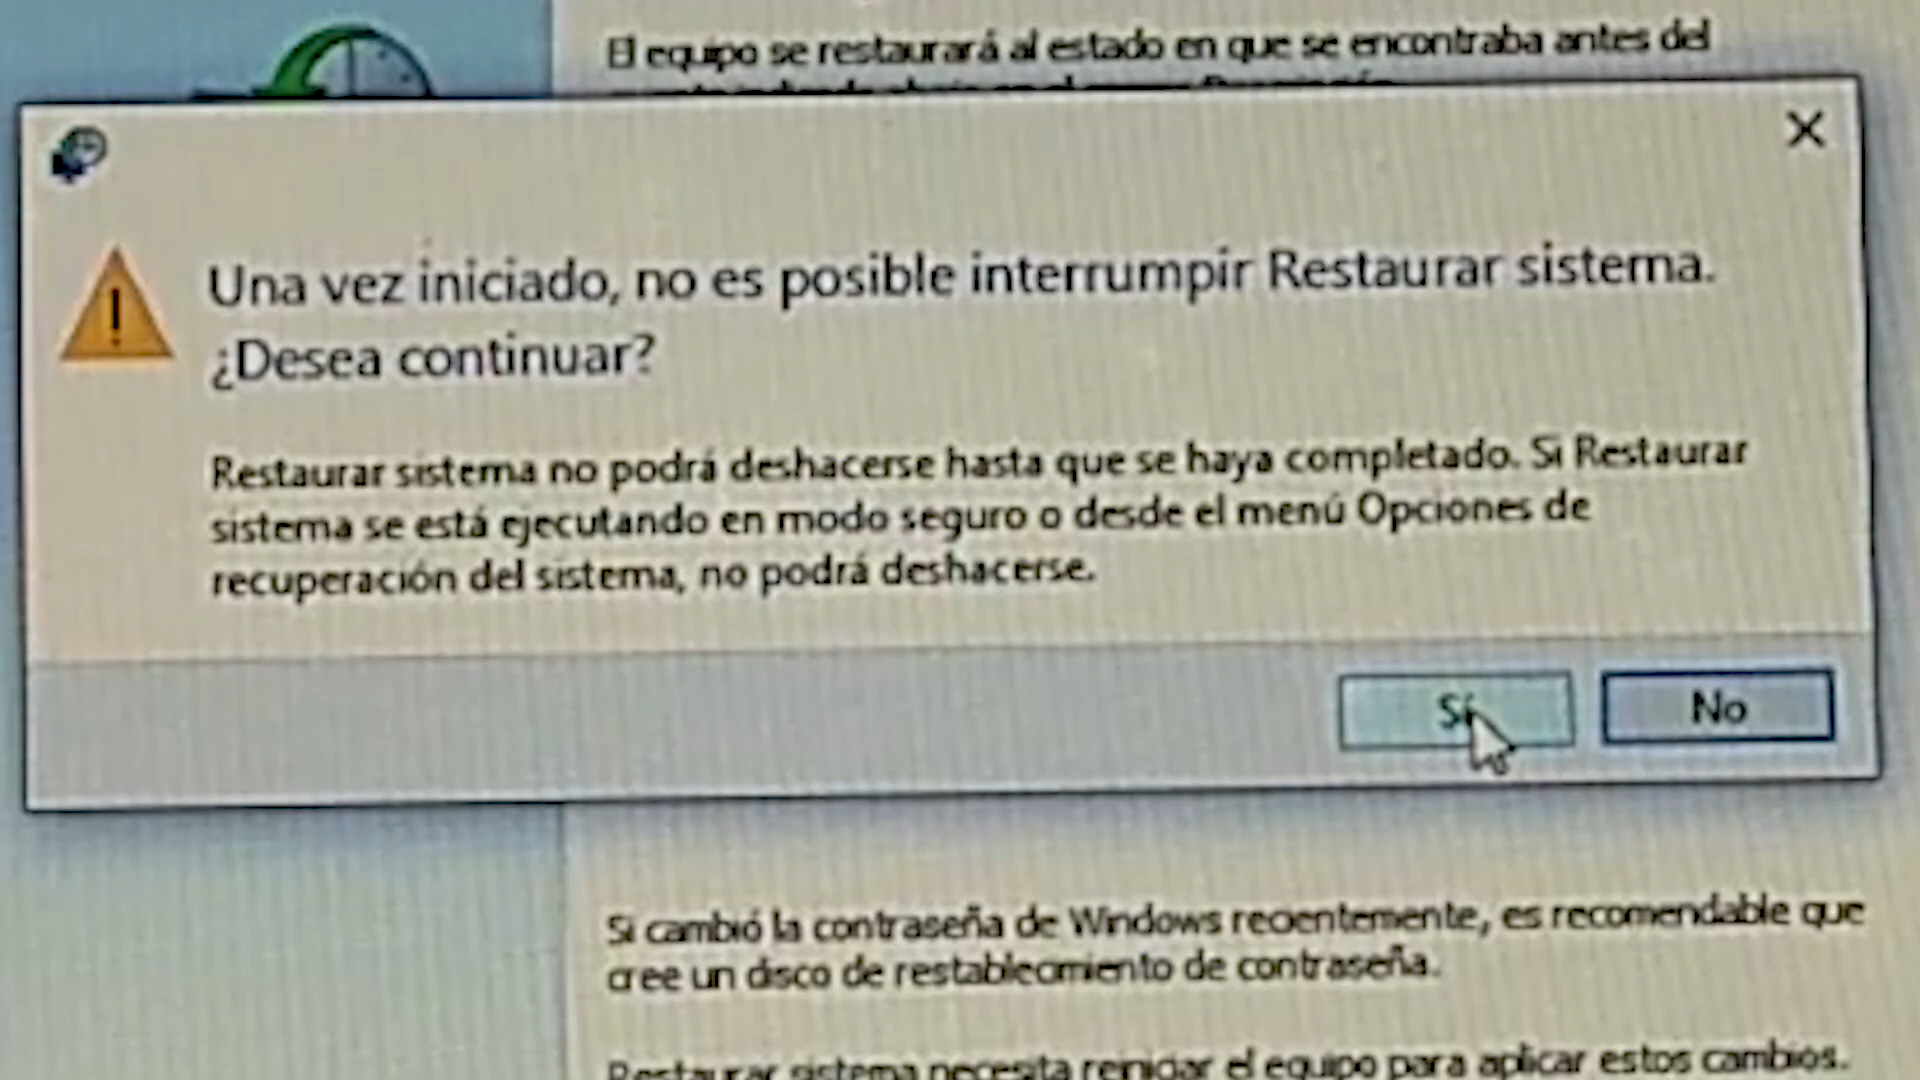 El equipo se restaurará al estado en que se encontraba antes del
Una vez iniciado, no es posible interrumpir Restaurar sistema.
¿Desea continuar?
Restaurar sistema no podrá deshacerse hasta que se haya completado. Si Restaurar
sistema se está ejecutando en modo seguro o desde el menú Opciones de
recuperación del sistema, no podrá deshacerse.
Sí
No
Si cambió la contraseña de Windows recientemente, es recomendable que
cree un disco de restablecimiento de contraseña.
Restaurar sistema necesita reiniciar el equipo para aplicar estos cambios.